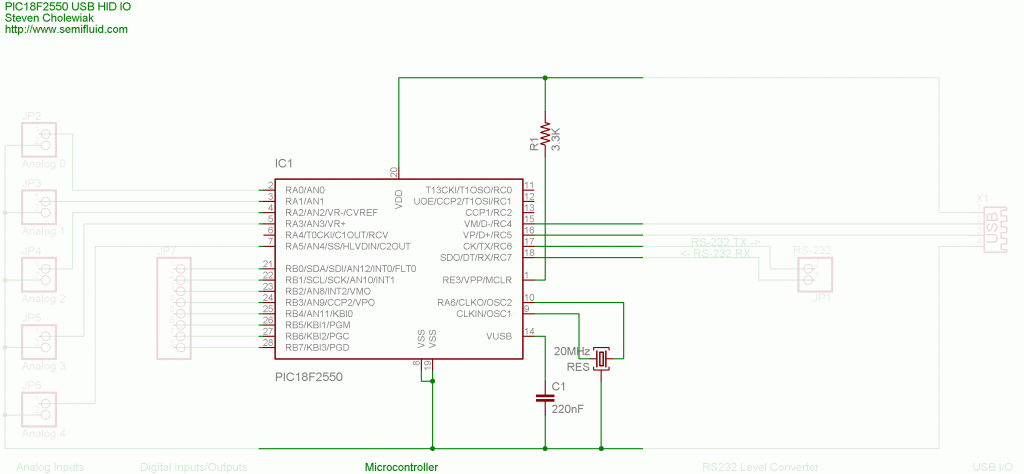 PIC18F2550 USB HID IO
Steven Cholewiak
http://www.semifluid.com
JP2
Analog 0
JP3
Analog 1
JP4
Analog 2
JP5
Analog 3
JP6
Analog 4
JP7
IC1
20
VDD
2 RA0/AN0
3 RA1/AN1
4 RA2/AN2/VR-/CVREF
5 RA3/AN3/VR+
6 RA4/T0CKI/C1OUT/RCV
7 RA5/AN4/SS/HLVDIN/C2OUT
21 RB0/SDA/SDI/AN12/INT0/FLT0
22 RB1/SCL/SCK/AN10/INT1
23 RB2/AN8/INT2/VMO
24 RB3/AN9/CCP2/VPO
25 RB4/AN11/KBI0
26 RB5/KBI1/PGM
27 RB6/KBI2/PGC
28 RB7/KBI3/PGD
T13CKI/T1OSO/RC0 11
UOE/CCP2/T1OSI/RC1 12
CCP1/RC2 13
VM/D-/RC4 15
VP/D+/RC5 16
CK/TX/RC6 17
SDO/DT/RX/RC7 18
RE3/VPP/MCLR 1
RA6/CLKO/OSC2 10
CLKIN/OSC1 9
VUSB 14
VSS VSS
8 19
PIC18F2550
R1
3.3K
20MHz
RES
C1
220nF
RS-232 TX ->
<- RS-232 RX
RS-232
JP1
X1
USB
Analog Inputs
Digital Inputs/Outputs
Microcontroller
RS232 Level Converter
USB I/O